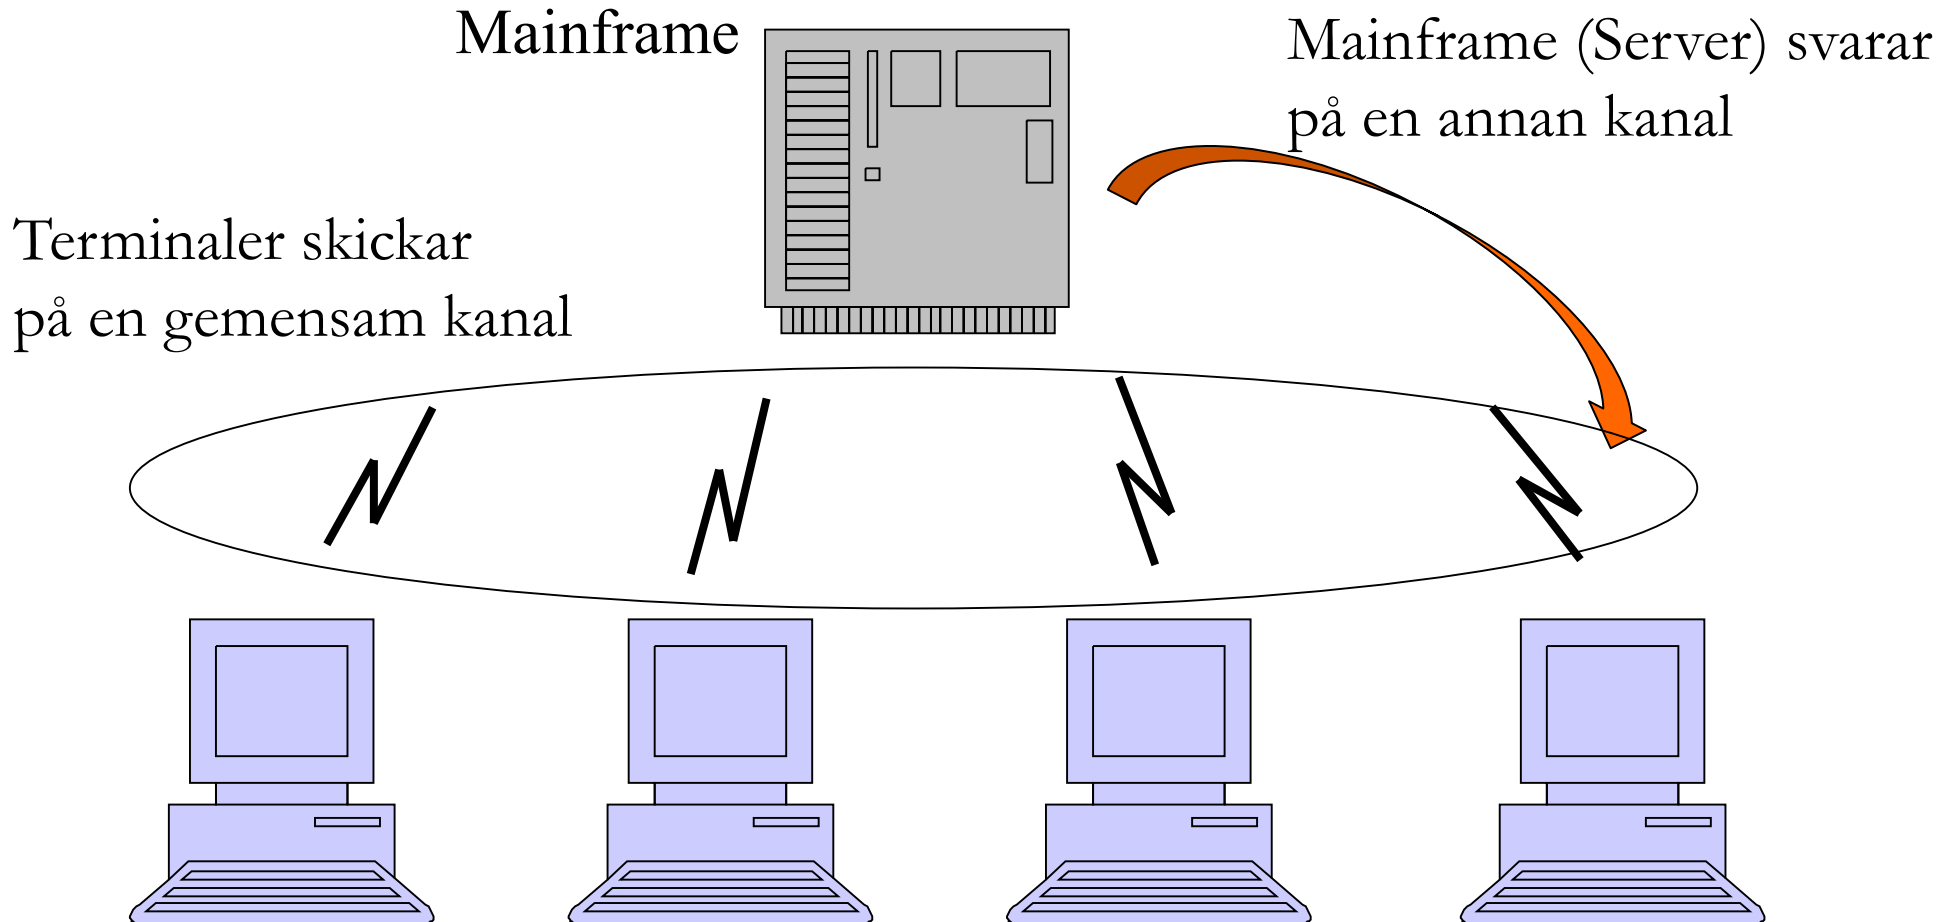 Mainframe
Mainframe (Server) svarar
på en annan kanal
Terminaler skickar
på en gemensam kanal